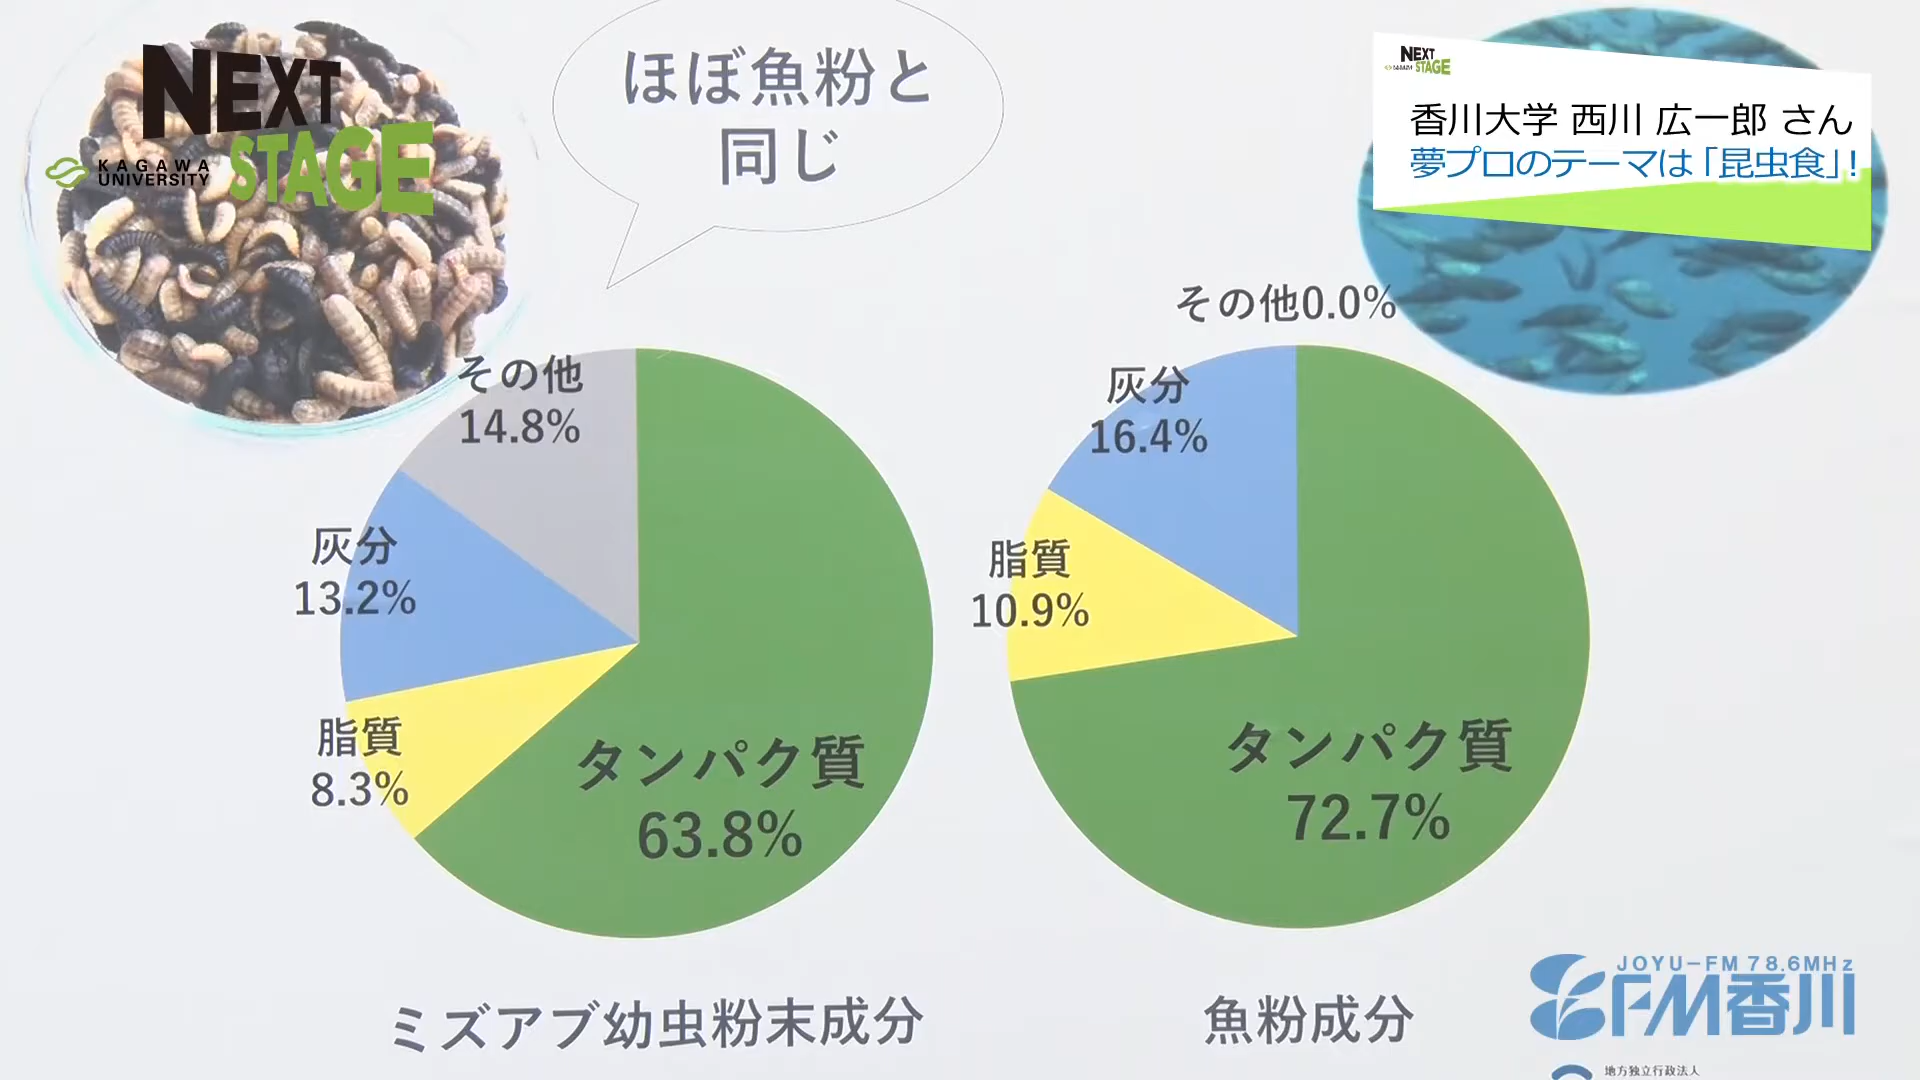 NEXT
STAGE
KAGAWA
UNIVERSITY
ほぼ魚粉と
同じ
NEXT
STAGE
香川大学 西川 広一郎 さん
夢プロのテーマは「昆虫食」!
その他
14.8%
灰分
13.2%
脂質
8.3%
タンパク質
63.8%
ミズアブ幼虫粉末成分
その他0.0%
灰分
16.4%
脂質
10.9%
タンパク質
72.7%
魚粉成分
JOYU-FM 78.6MHz
FM香川
地方独立行政法人